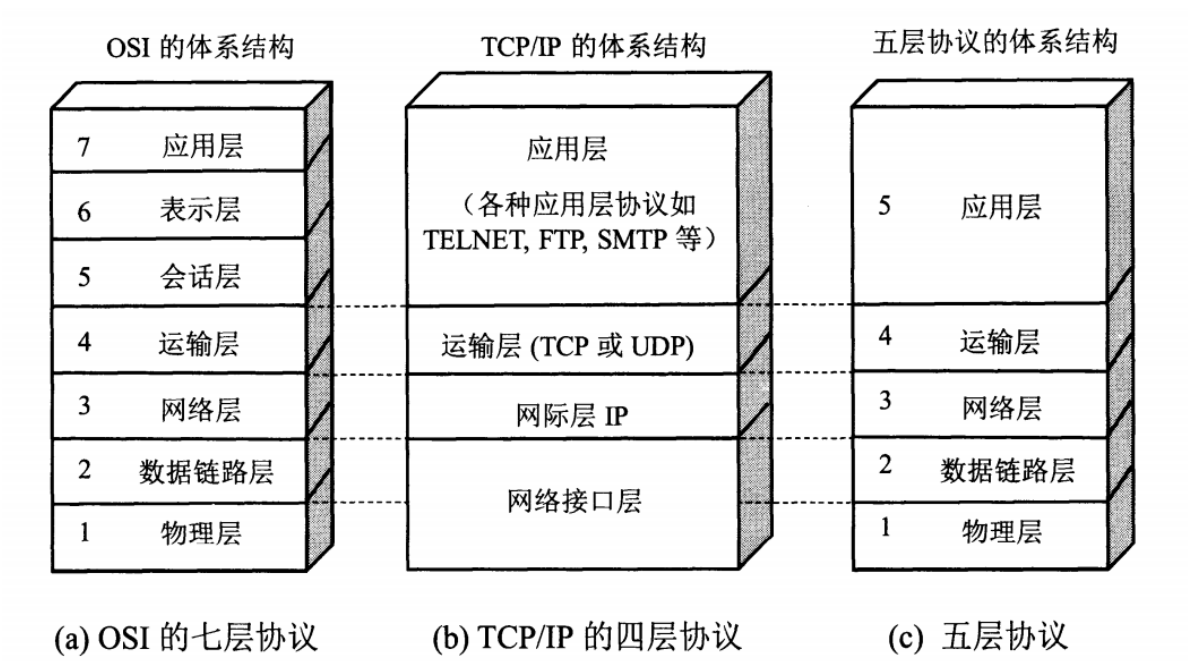 OSI 的体系结构
7 应用层
6 表示层
5 会话层
4 运输层
3 网络层
2 数据链路层
1 物理层
(a) OSI 的七层协议
TCP/IP 的体系结构
应用层
（各种应用层协议如
TELNET, FTP, SMTP 等）
运输层 (TCP 或 UDP)
网际层 IP
网络接口层
(b) TCP/IP 的四层协议
五层协议的体系结构
5 应用层
4 运输层
3 网络层
2 数据链路层
1 物理层
(c) 五层协议